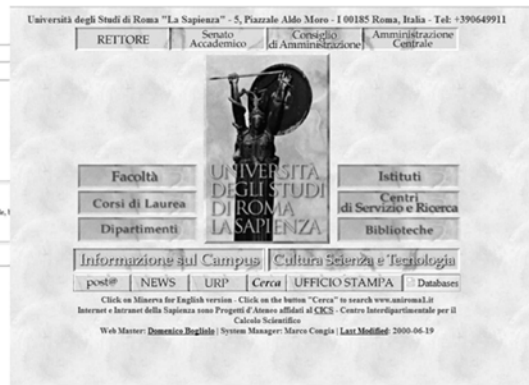 Università degli Studi di Roma "La Sapienza" - 5, Piazzale Aldo Moro - I 00185 Roma, Italia - Tel: +390649911
RETTORE
Senato
Accademico
Consiglio
di Amministrazione
Amministrazione
Centrale
UNIVERSITÀ
DEGLI STUDI
DI ROMA
LA SAPIENZA
Facoltà
Corsi di Laurea
Dipartimenti
Istituti
Centri
di Servizio e Ricerca
Biblioteche
Informazione sul Campus
Cultura Scienza e Tecnologia
post@
NEWS
URP
Cerca
UFFICIO STAMPA
Databases
Click on Minerva for English version - Click on the button "Cerca" to search www.uniroma1.it
Internet e Intranet della Sapienza sono Progetti d'Ateneo affidati al CICS - Centro Interdipartimentale per il
Calcolo Scientifico
Web Master: Domenico Bogliolo | System Manager: Marco Congia | Last Modified: 2000-06-19